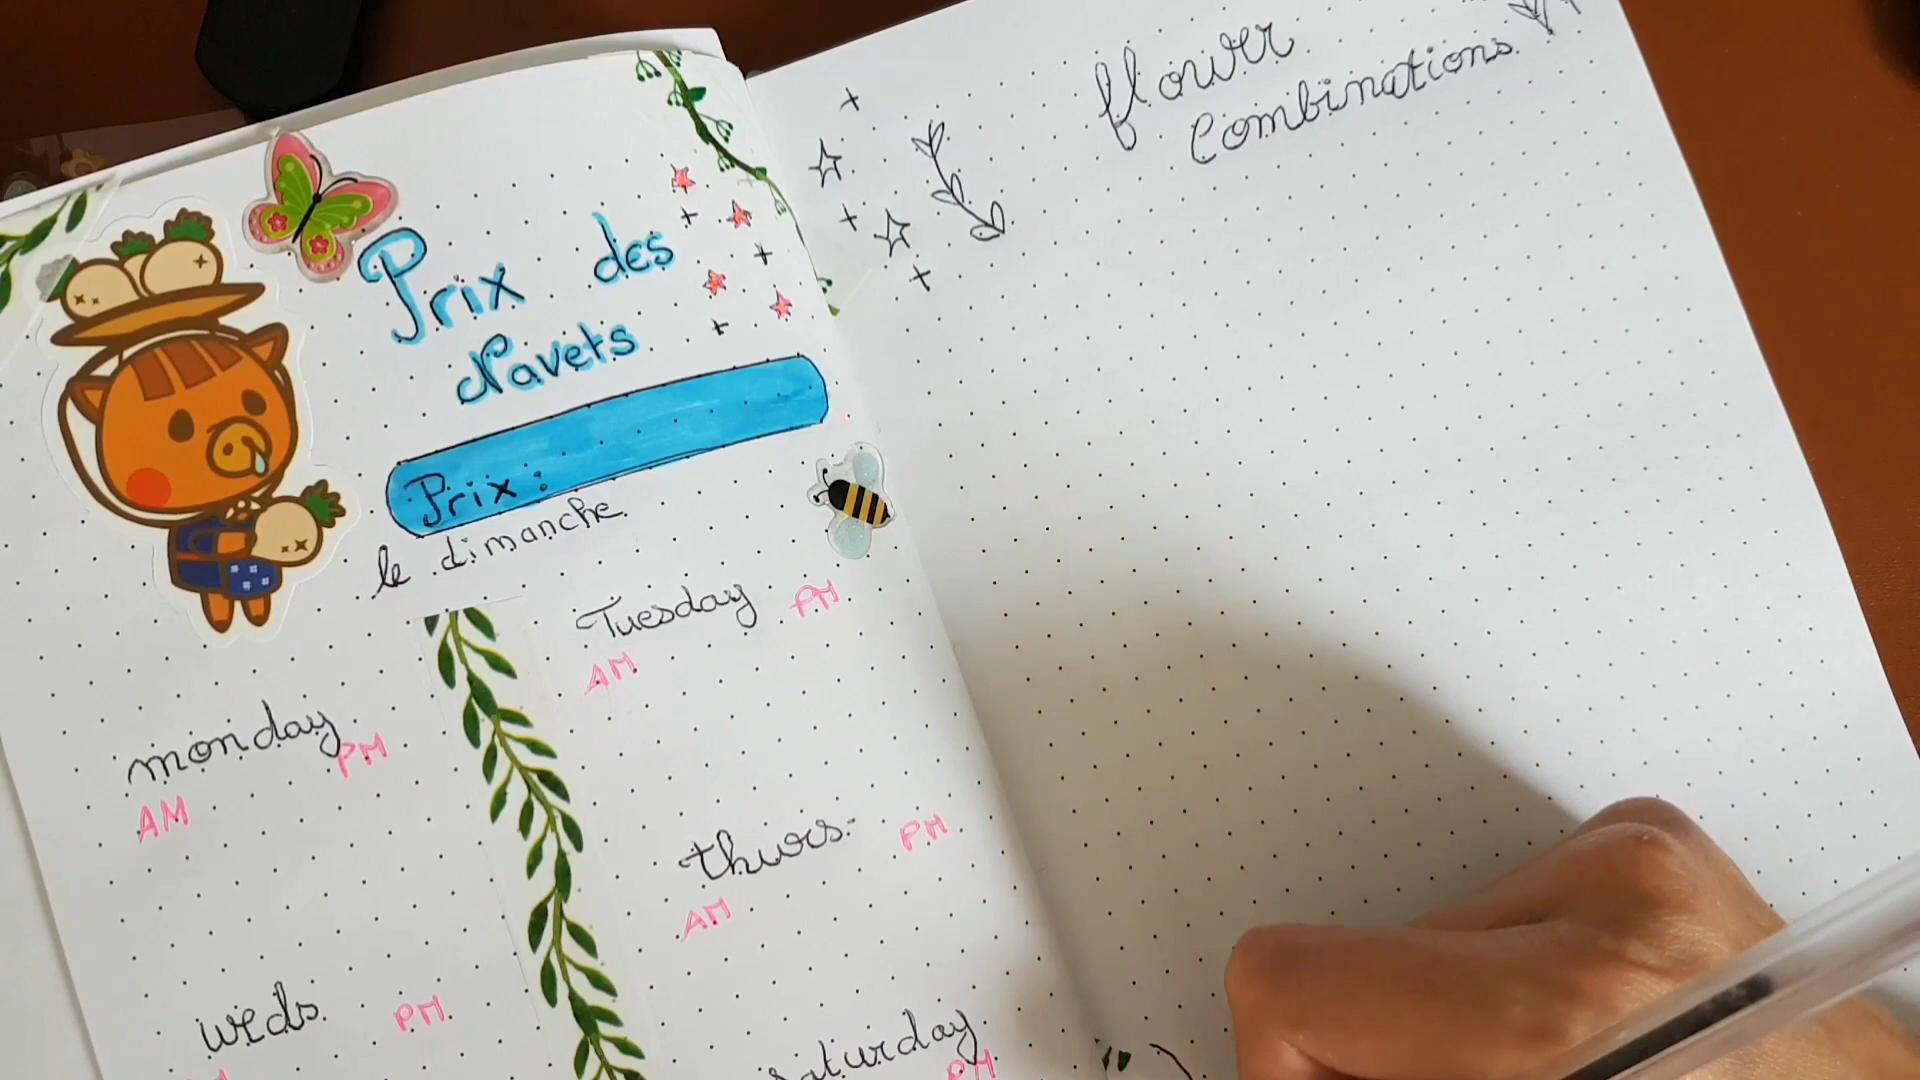 Prix des
Navets
Prix :
le dimanche
Tuesday PM
AM
monday PM
AM
thurs. PM
AM
weds. PM
saturday
PM
flower
combinations